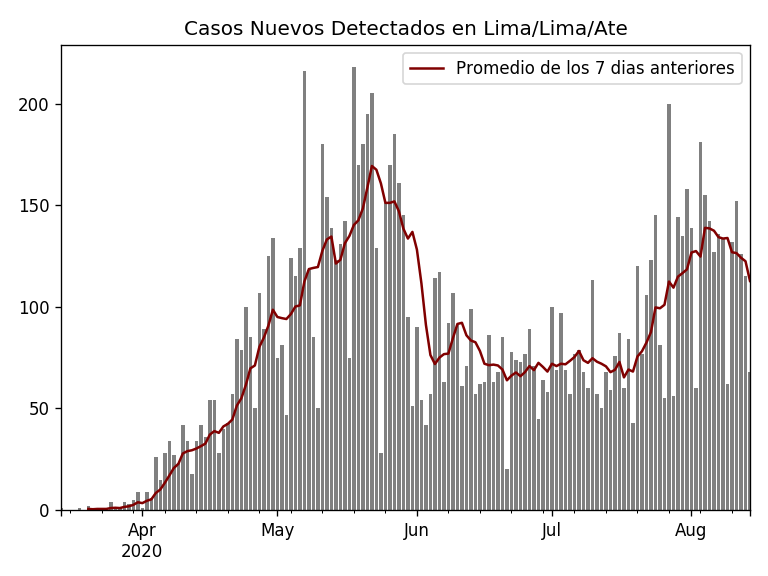 Casos Nuevos Detectados en Lima/Lima/Ate
Promedio de los 7 dias anteriores
200
150
100
50
0
Apr
2020
May
Jun
Jul
Aug